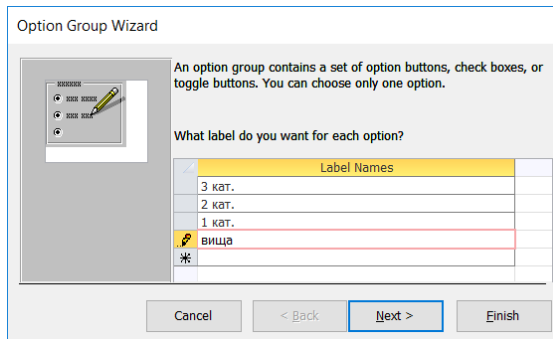 Option Group Wizard
An option group contains a set of option buttons, check boxes, or
toggle buttons. You can choose only one option.
What label do you want for each option?
Label Names
3 кат.
2 кат.
1 кат.
вища
Cancel
< Back
Next >
Finish